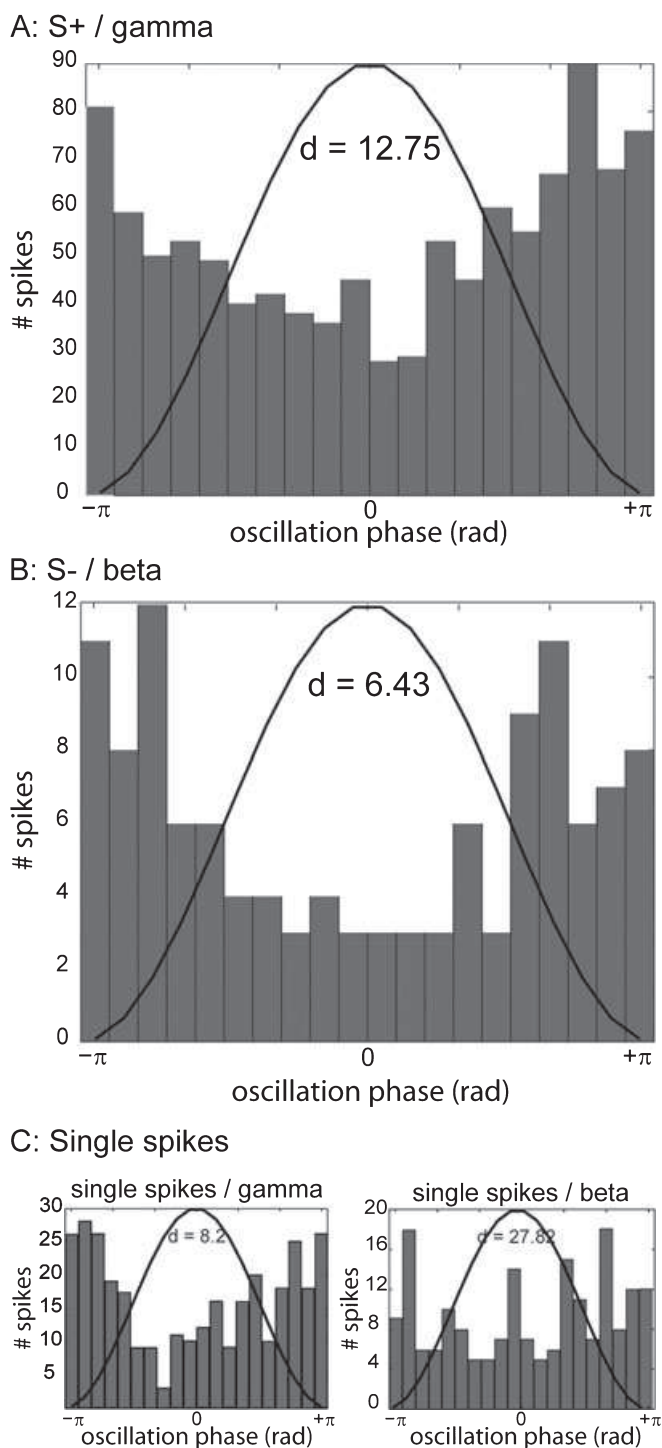 A: S+ / gamma
90
80
70
60
50
40
30
20
10
0
# spikes
d = 12.75
−π 0 +π
oscillation phase (rad)
B: S- / beta
12
10
8
6
4
2
0
# spikes
d = 6.43
−π 0 +π
oscillation phase (rad)
C: Single spikes
single spikes / gamma
30
25
20
15
10
5
# spikes
d = 8.2
−π 0 +π
oscillation phase (rad)
single spikes / beta
20
16
12
8
4
0
# spikes
d = 27.82
−π 0 +π
oscillation phase (rad)